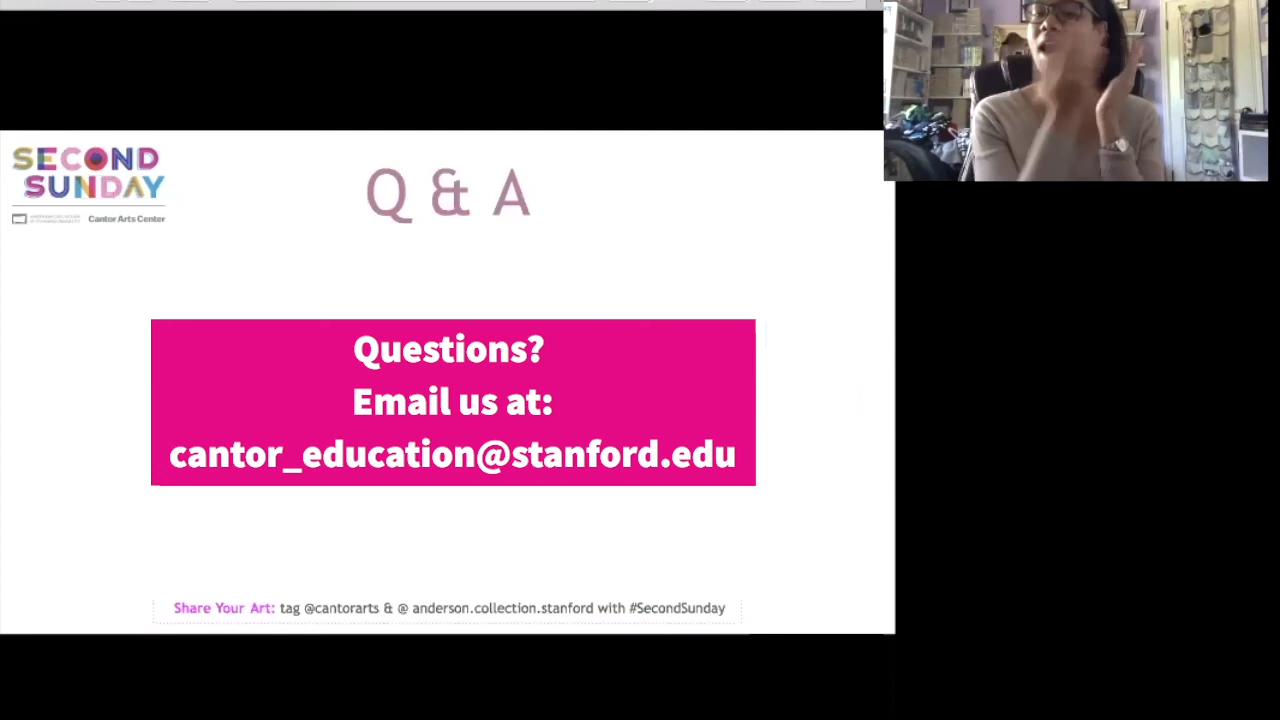 SECOND
SUNDAY
Cantor Arts Center
Q & A
Questions?
Email us at:
cantor_education@stanford.edu
Share Your Art: tag @cantorarts & @ anderson.collection.stanford with #SecondSunday